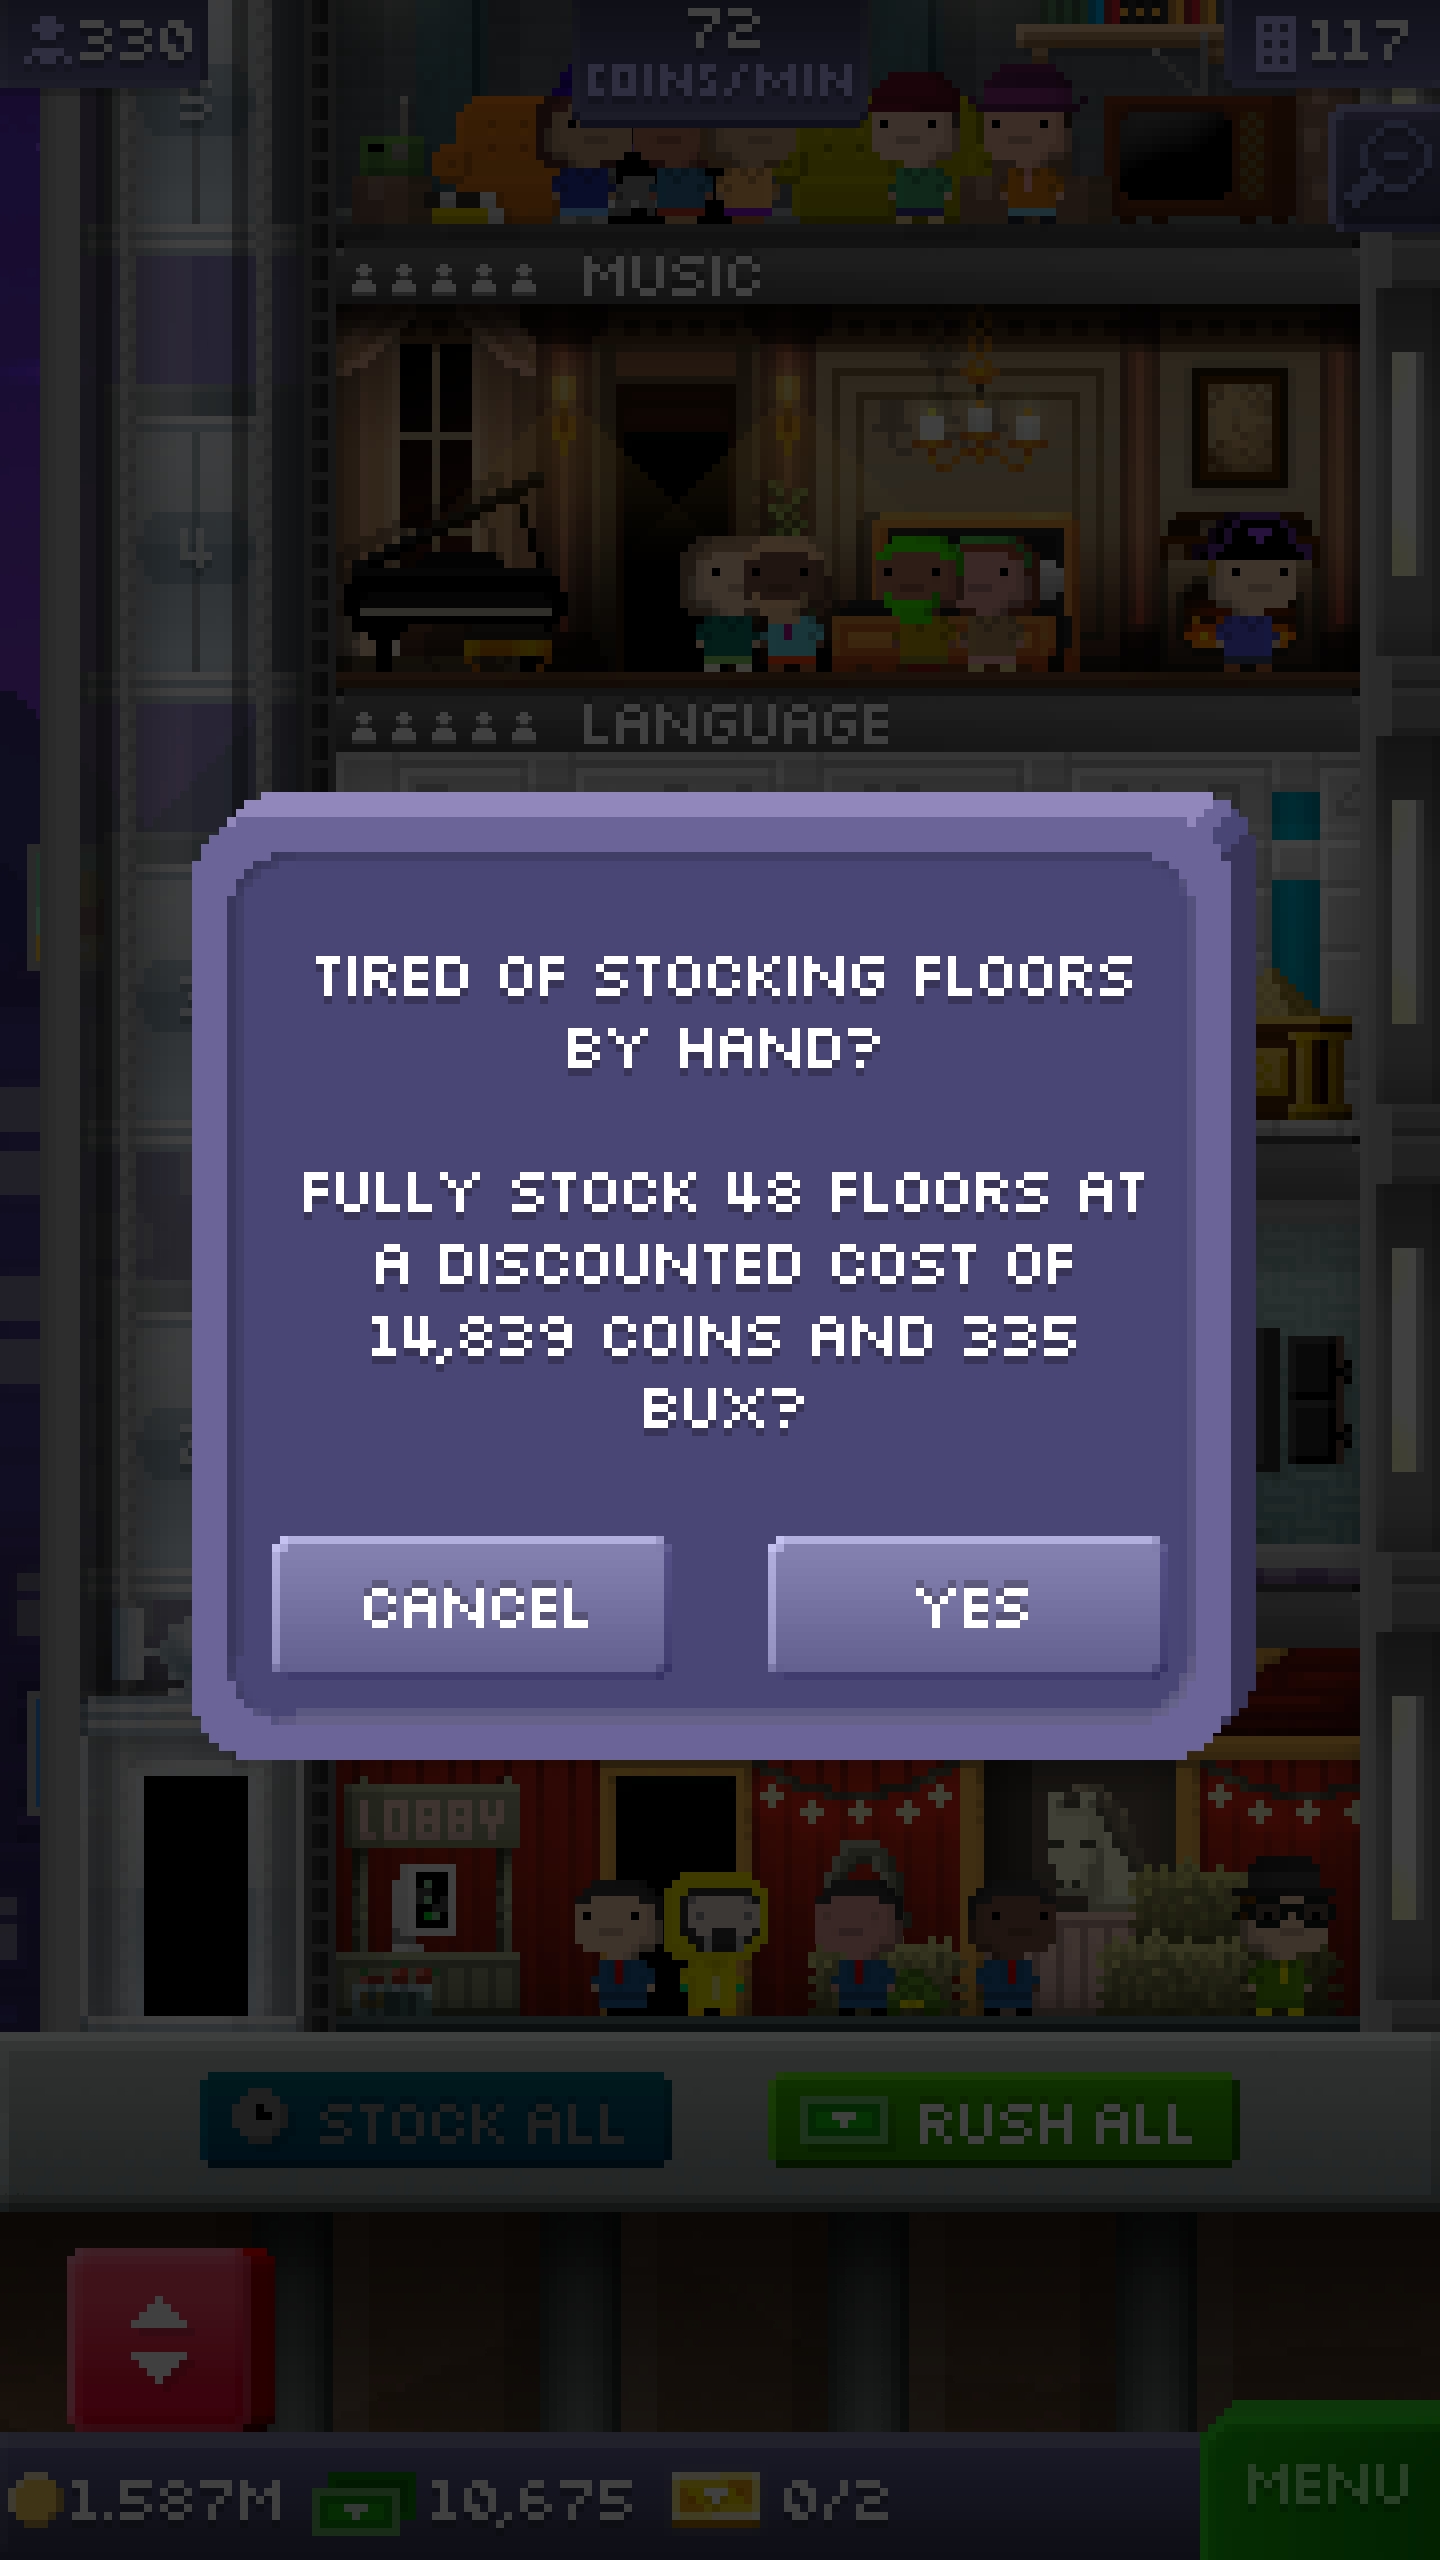 330
72
COINS/MIN
117
5
MUSIC
4
LANGUAGE
TIRED OF STOCKING FLOORS
BY HAND?
FULLY STOCK 48 FLOORS AT
A DISCOUNTED COST OF
14,839 COINS AND 335
BUX?
CANCEL
YES
LOBBY
STOCK ALL
RUSH ALL
1.587M
10,675
0/2
MENU